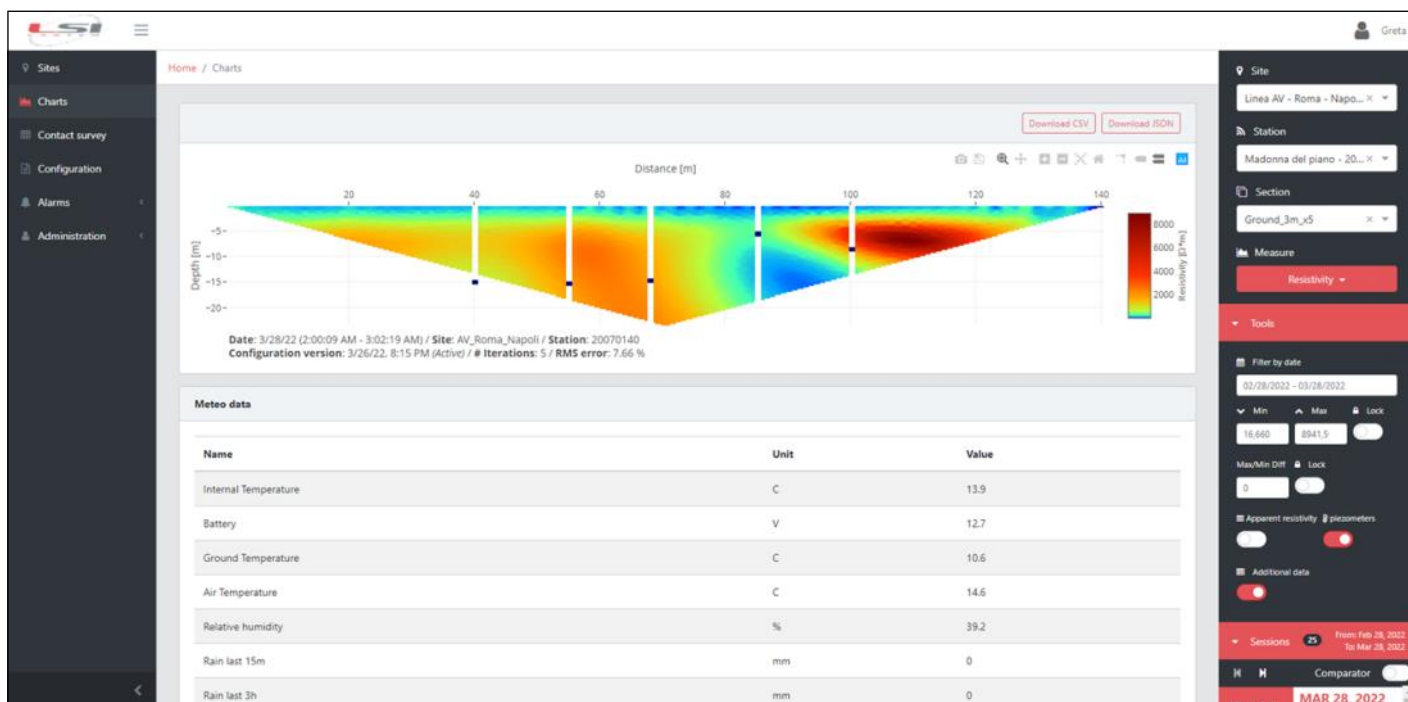 LSI
LASTEM
Greta
Sites
Charts
Contact survey
Configuration
Alarms
Administration
Home / Charts
Download CSV
Download JSON
Distance [m]
20 40 60 80 100 120 140
Depth [m]
−5
−10
−15
−20
8000
6000
4000
2000
Resistivity [Ω*m]
Date: 3/28/22 (2:00:09 AM - 3:02:19 AM) / Site: AV_Roma_Napoli / Station: 20070140
Configuration version: 3/26/22, 8:15 PM (Active) / # Iterations: 5 / RMS error: 7.66 %
Meteo data
Name Unit Value
Internal Temperature C 13.9
Battery V 12.7
Ground Temperature C 10.6
Air Temperature C 14.6
Relative humidity % 39.2
Rain last 15m mm 0
Rain last 3h mm 0
Site
Linea AV - Roma - Napo...
Station
Madonna del piano - 20...
Section
Ground_3m_x5
Measure
Resistivity
Tools
Filter by date
02/28/2022 - 03/28/2022
Min Max Lock
16,660 8941,5
Max/Min Diff Lock
0
Apparent resistivity piezometers
Additional data
Sessions 25 From: Feb 28, 2022
To: Mar 28, 2022
Comparator
MAR 28, 2022